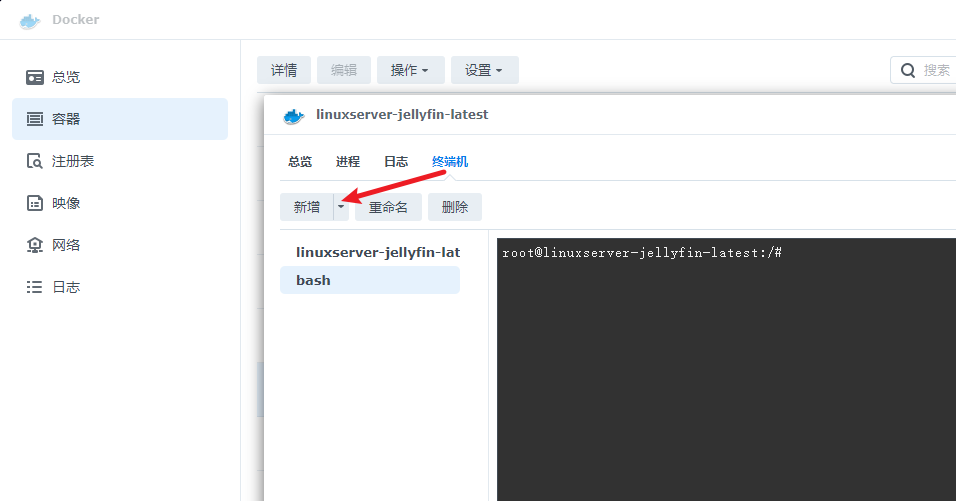 Docker
总览
容器
注册表
映像
网络
日志
详情 编辑 操作 设置 搜索
linuxserver-jellyfin-latest
总览 进程 日志 终端机
新增 重命名 删除
linuxserver-jellyfin-lat
bash
root@linuxserver-jellyfin-latest:/#